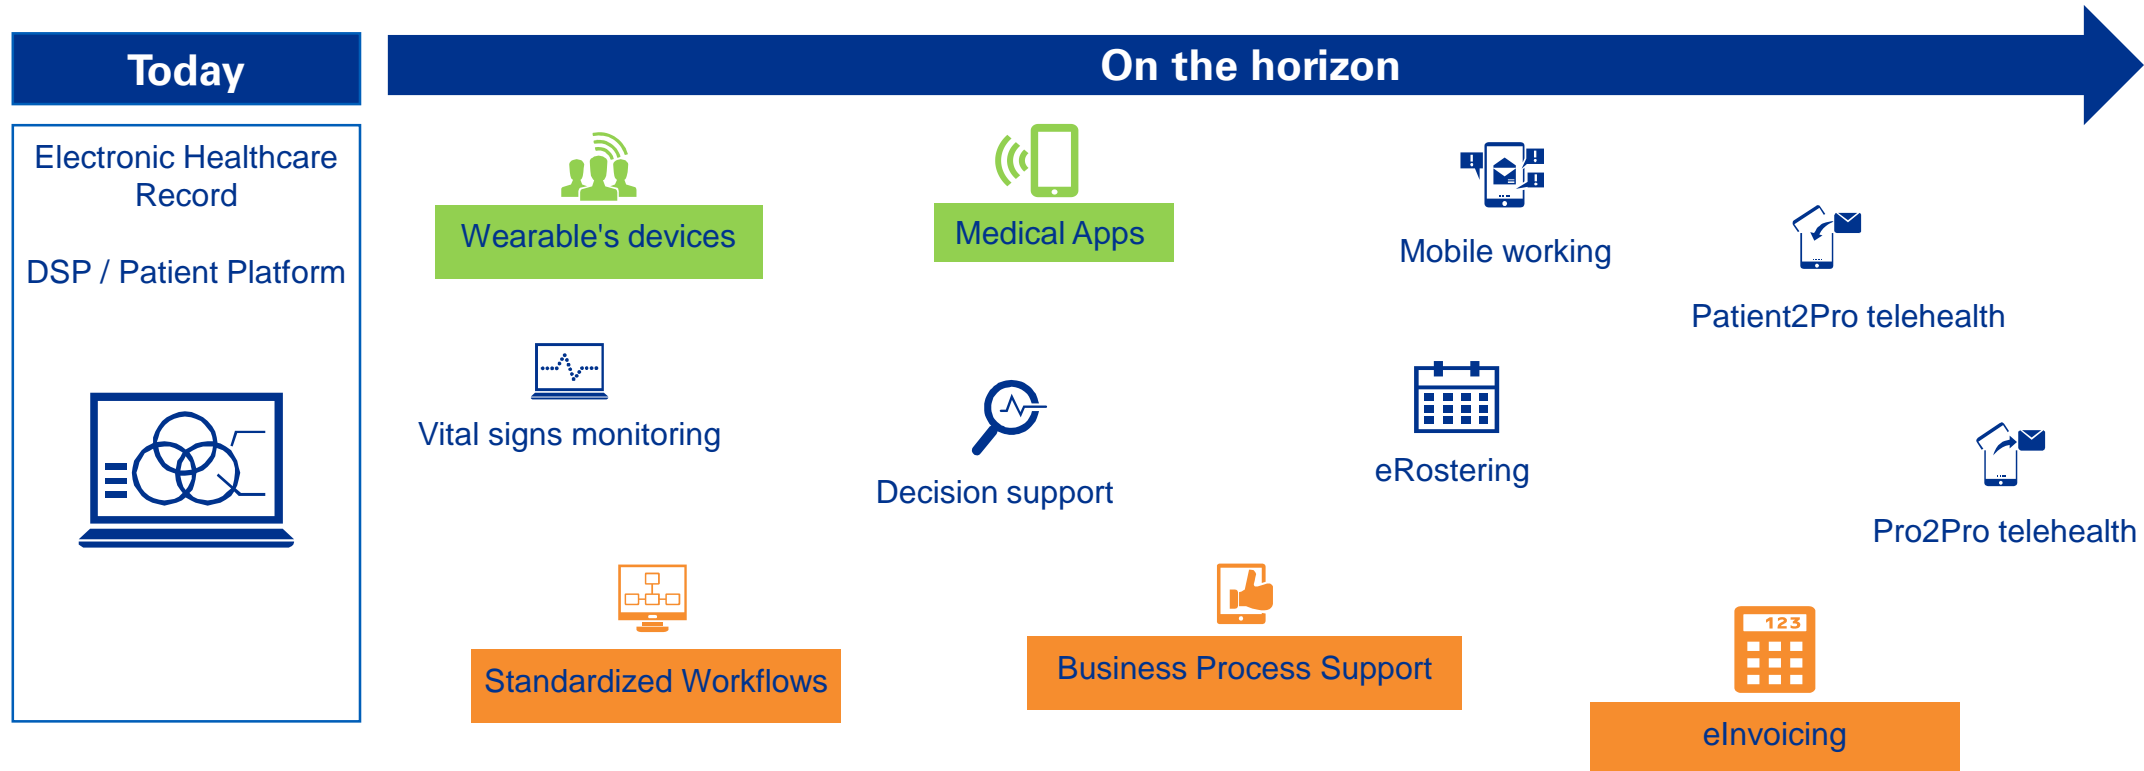 Today
On the horizon
Electronic Healthcare
Record
DSP / Patient Platform
Wearable's devices
Medical Apps
Mobile working
Patient2Pro telehealth
Vital signs monitoring
Decision support
eRostering
Pro2Pro telehealth
Standardized Workflows
Business Process Support
123
eInvoicing